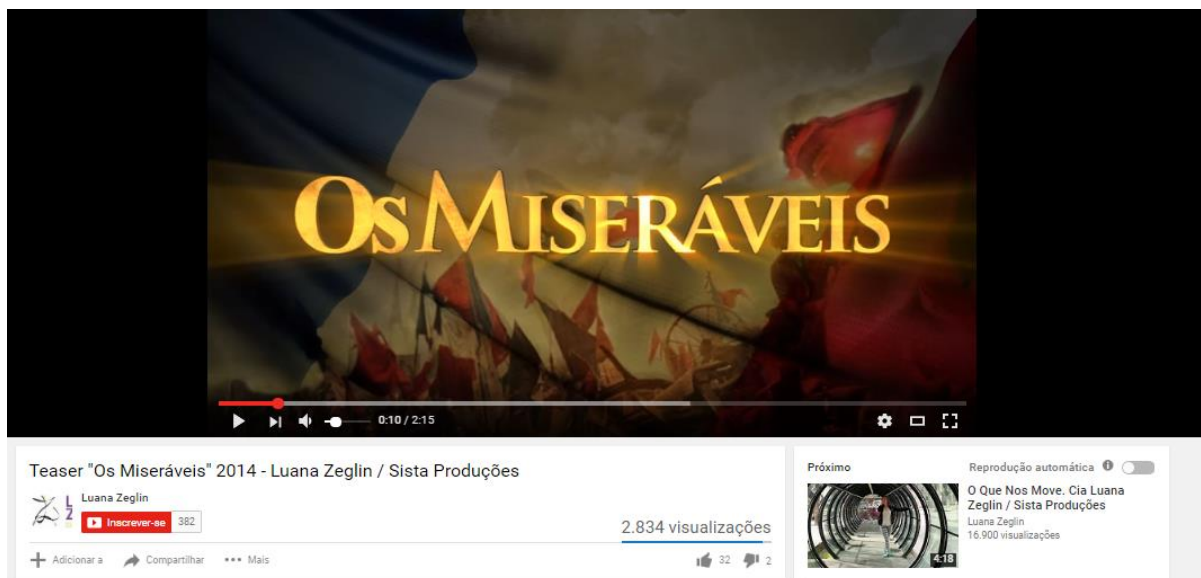 Os Miseráveis
0:10 / 2:15
Teaser "Os Miseráveis" 2014 - Luana Zeglin / Sista Produções
L
2
Luana Zeglin
Inscrever-se 382
2.834 visualizações
Adicionar a Compartilhar Mais 32 2
Próximo Reprodução automática
4:18
O Que Nos Move. Cia Luana
Zeglin / Sista Produções
Luana Zeglin
16.900 visualizações